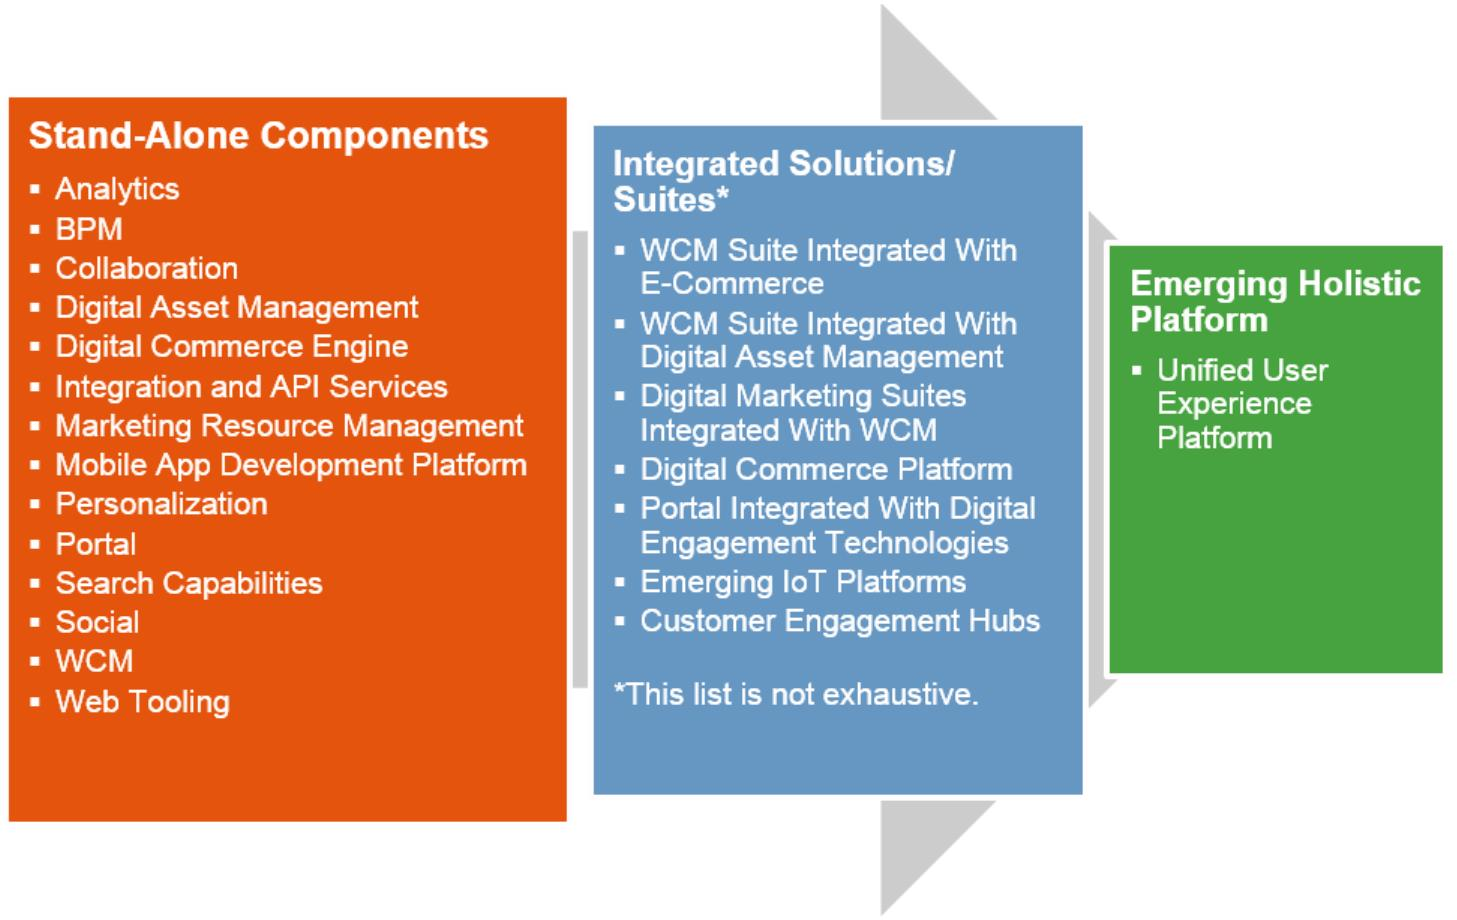 Stand-Alone Components
▪ Analytics
▪ BPM
▪ Collaboration
▪ Digital Asset Management
▪ Digital Commerce Engine
▪ Integration and API Services
▪ Marketing Resource Management
▪ Mobile App Development Platform
▪ Personalization
▪ Portal
▪ Search Capabilities
▪ Social
▪ WCM
▪ Web Tooling
Integrated Solutions/
Suites*
▪ WCM Suite Integrated With
E-Commerce
▪ WCM Suite Integrated With
Digital Asset Management
▪ Digital Marketing Suites
Integrated With WCM
▪ Digital Commerce Platform
▪ Portal Integrated With Digital
Engagement Technologies
▪ Emerging IoT Platforms
▪ Customer Engagement Hubs
*This list is not exhaustive.
Emerging Holistic
Platform
▪ Unified User
Experience
Platform